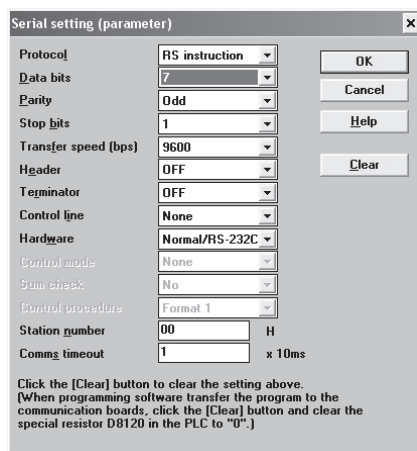 Serial setting (parameter)
Protocol RS instruction OK
Data bits 7
Parity Odd Cancel
Stop bits 1 Help
Transfer speed (bps) 9600
Header OFF Clear
Terminator OFF
Control line None
Hardware Normal/RS-232C
Control mode None
Sum check No
Control procedure Format 1
Station number 00 H
Comms timeout 1 x 10ms
Click the [Clear] button to clear the setting above.
(When programming software transfer the program to the
communication boards, click the [Clear] button and clear the
special resistor D8120 in the PLC to "0".)